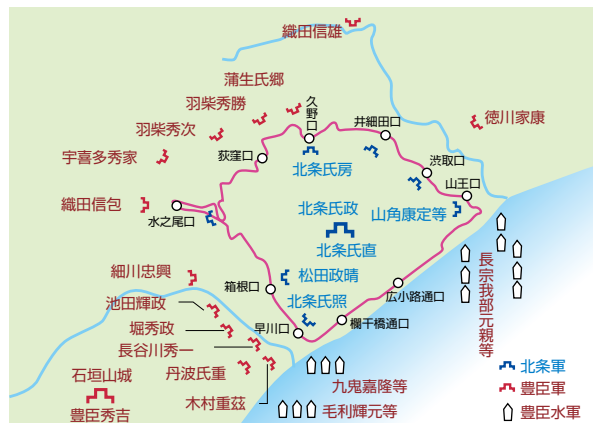 織田信雄
蒲生氏郷
羽柴秀勝
久野口
井細田口
徳川家康
羽柴秀次
荻窪口
渋取口
宇喜多秀家
北条氏房
山王口
織田信包
北条氏政
山角康定等
水之尾口
北条氏直
細川忠興
松田政晴
長宗我部元親等
箱根口
池田輝政
北条氏照
広小路通口
堀秀政
早川口
欄干橋通口
長谷川秀一
石垣山城
丹波氏重
九鬼嘉隆等
北条軍
豊臣軍
豊臣秀吉
木村重茲
毛利輝元等
豊臣水軍